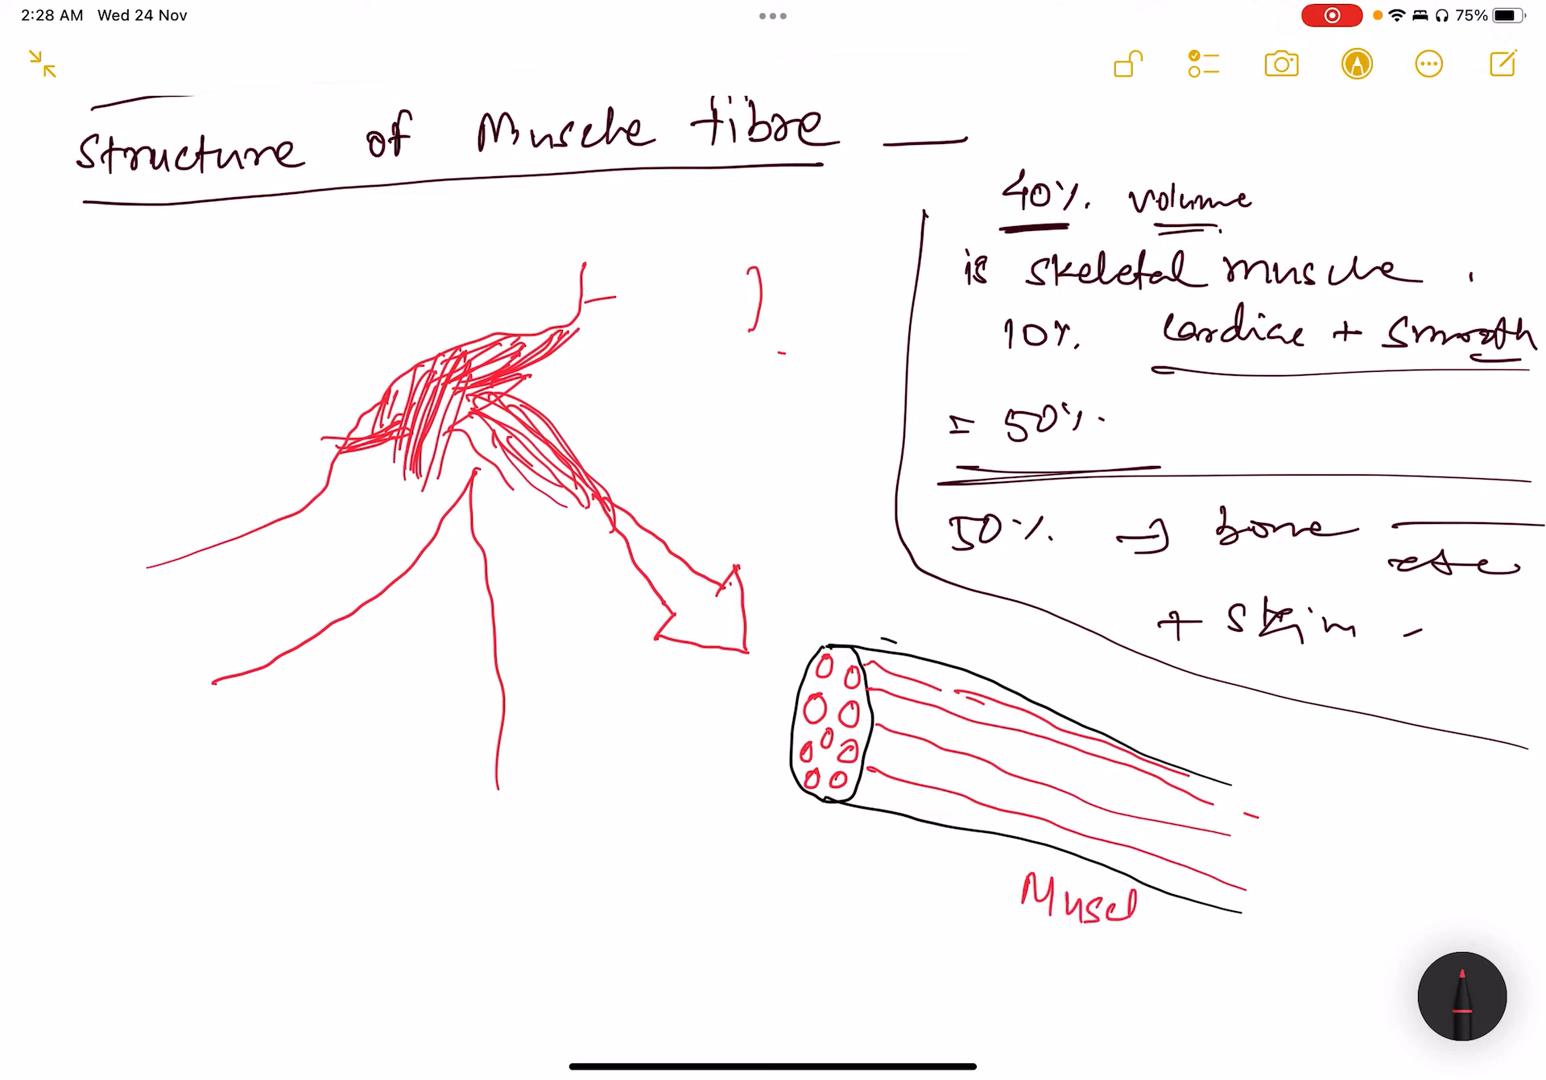 2:28 AM Wed 24 Nov
75%
Structure of Muscle fibre —
40% volume
is skeletal muscle .
10% cardiac + smooth
= 50%.
50% → bone etc
+ skin -
Muscl